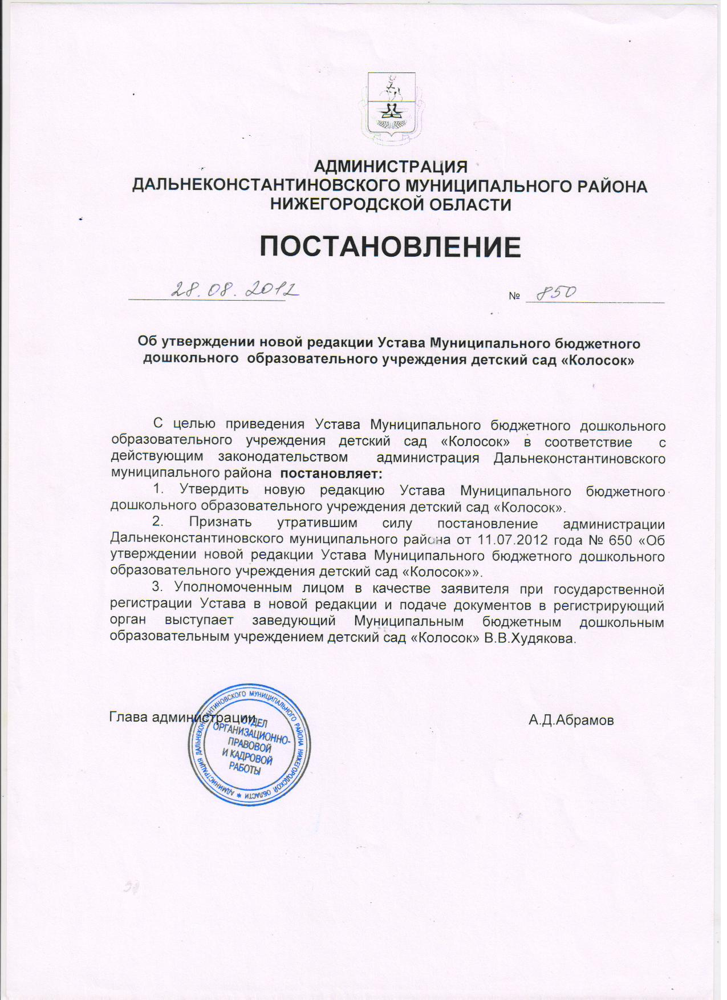 АДМИНИСТРАЦИЯ
ДАЛЬНЕКОНСТАНТИНОВСКОГО МУНИЦИПАЛЬНОГО РАЙОНА
НИЖЕГОРОДСКОЙ ОБЛАСТИ
ПОСТАНОВЛЕНИЕ
28.08.2012 № 850
Об утверждении новой редакции Устава Муниципального бюджетного
дошкольного образовательного учреждения детский сад «Колосок»
С целью приведения Устава Муниципального бюджетного дошкольного
образовательного учреждения детский сад «Колосок» в соответствие с
действующим законодательством администрация Дальнеконстантиновского
муниципального района постановляет:
1. Утвердить новую редакцию Устава Муниципального бюджетного
дошкольного образовательного учреждения детский сад «Колосок».
2. Признать утратившим силу постановление администрации
Дальнеконстантиновского муниципального района от 11.07.2012 года № 650 «Об
утверждении новой редакции Устава Муниципального бюджетного дошкольного
образовательного учреждения детский сад «Колосок»».
3. Уполномоченным лицом в качестве заявителя при государственной
регистрации Устава в новой редакции и подаче документов в регистрирующий
орган выступает заведующий Муниципальным бюджетным дошкольным
образовательным учреждением детский сад «Колосок» В.В.Худякова.
Глава администрации А.Д.Абрамов
АДМИНИСТРАЦИЯ ДАЛЬНЕКОНСТАНТИНОВСКОГО МУНИЦИПАЛЬНОГО РАЙОНА НИЖЕГОРОДСКОЙ ОБЛАСТИ *
ОТДЕЛ
ОРГАНИЗАЦИОННО-
ПРАВОВОЙ
И КАДРОВОЙ
РАБОТЫ